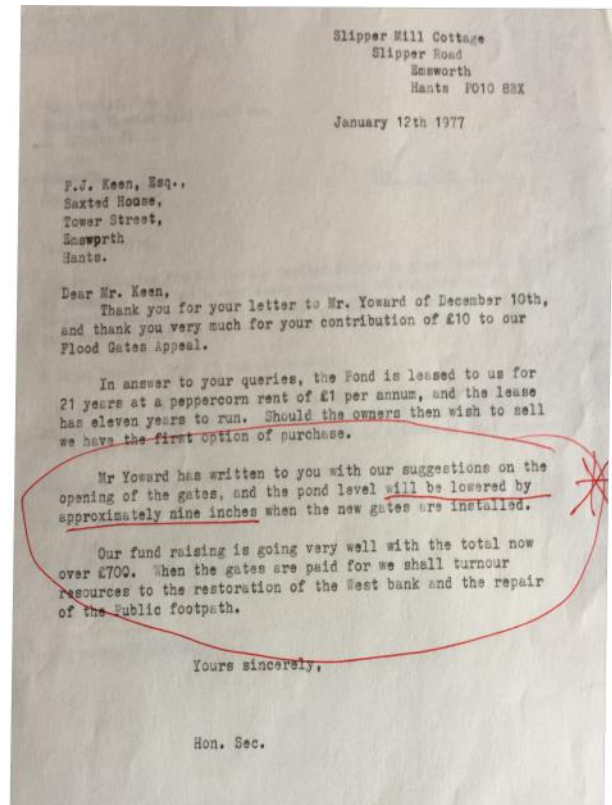 Slipper Mill Cottage
Slipper Road
Emsworth
Hants PO10 8BX
January 12th 1977
P.J. Keen, Esq.,
Saxted House,
Tower Street,
Emswprth
Hants.
Dear Mr. Keen,
Thank you for your letter to Mr. Yoward of December 10th,
and thank you very much for your contribution of £10 to our
Flood Gates Appeal.
In answer to your queries, the Pond is leased to us for
21 years at a peppercorn rent of £1 per annum, and the lease
has eleven years to run. Should the owners then wish to sell
we have the first option of purchase.
Mr Yoward has written to you with our suggestions on the
opening of the gates, and the pond level will be lowered by
approximately nine inches when the new gates are installed.
Our fund raising is going very well with the total now
over £700. When the gates are paid for we shall turnour
resources to the restoration of the West bank and the repair
of the Public footpath.
Yours sincerely,
Hon. Sec.